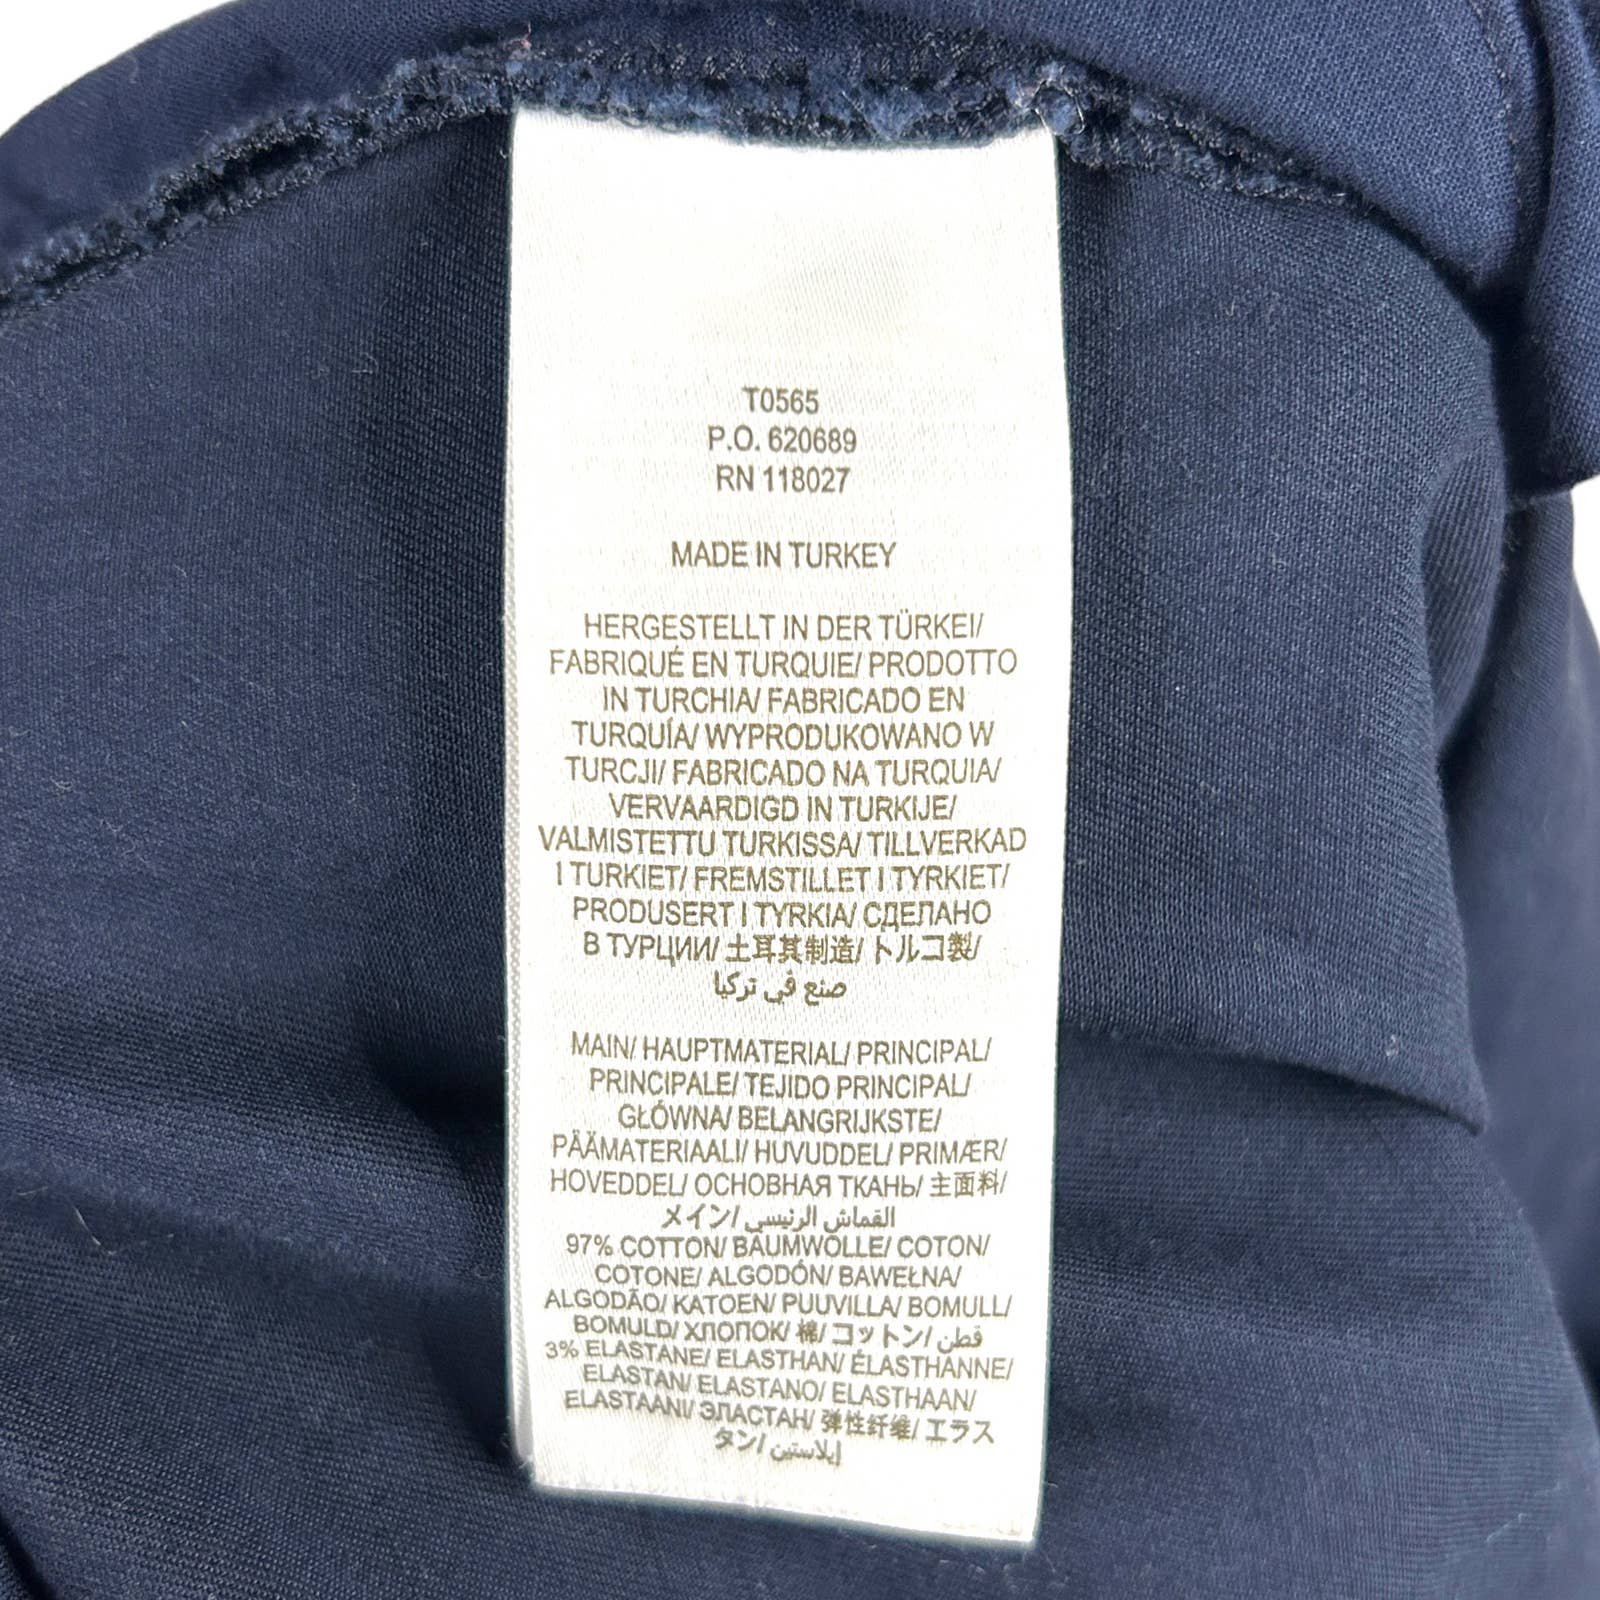 T0565
P.O. 620689
RN 118027
MADE IN TURKEY
HERGESTELLT IN DER TÜRKEI/
FABRIQUÉ EN TURQUIE/ PRODOTTO
IN TURCHIA/ FABRICADO EN
TURQUÍA/ WYPRODUKOWANO W
TURCJI/ FABRICADO NA TURQUIA/
VERVAARDIGD IN TURKIJE/
VALMISTETTU TURKISSA/ TILLVERKAD
I TURKIET/ FREMSTILLET I TYRKIET/
PRODUSERT I TYRKIA/ СДЕЛАНО
В ТУРЦИИ/ 土耳其制造/ トルコ製/
صنع في تركيا
MAIN/ HAUPTMATERIAL/ PRINCIPAL/
PRINCIPALE/ TEJIDO PRINCIPAL/
GŁÓWNA/ BELANGRIJKSTE/
PÄÄMATERIAALI/ HUVUDDEL/ PRIMÆR/
HOVEDDEL/ ОСНОВНАЯ ТКАНЬ/ 主面料/
メイン/ القماش الرئيسي
97% COTTON/ BAUMWOLLE/ COTON/
COTONE/ ALGODÓN/ BAWEŁNA/
ALGODÃO/ KATOEN/ PUUVILLA/ BOMULL/
BOMULD/ ХЛОПОК/ 棉/ コットン/ قطن
3% ELASTANE/ ELASTHAN/ ÉLASTHANNE/
ELASTAN/ ELASTANO/ ELASTHAAN/
ELASTAANI/ ЭЛАСТАН/ 弹性纤维/ エラス
タン/ إيلاستين